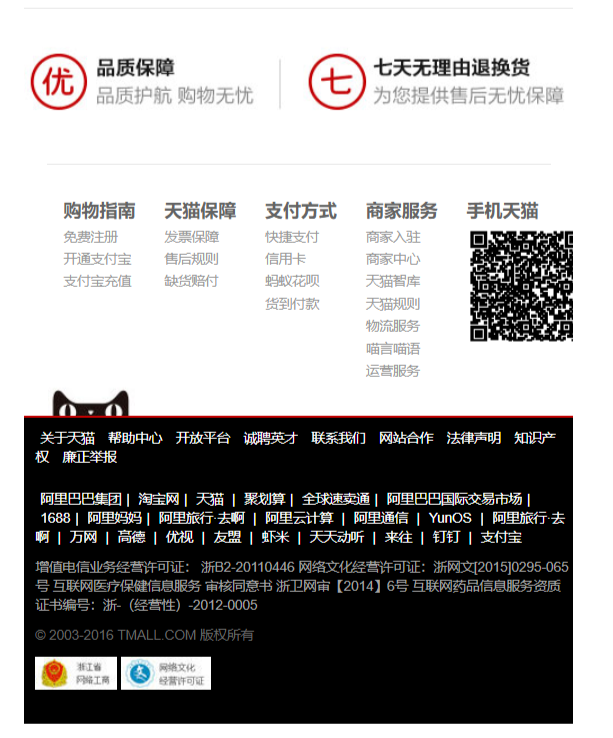 优 品质保障 七 七天无理由退换货
品质护航 购物无忧 为您提供售后无忧保障
购物指南 天猫保障 支付方式 商家服务 手机天猫
免费注册 发票保障 快捷支付 商家入驻
开通支付宝 售后规则 信用卡 商家中心
支付宝充值 缺货赔付 蚂蚁花呗 天猫智库
货到付款 天猫规则
物流服务
喵言喵语
运营服务
关于天猫 帮助中心 开放平台 诚聘英才 联系我们 网站合作 法律声明 知识产
权 廉正举报
阿里巴巴集团 | 淘宝网 | 天猫 | 聚划算 | 全球速卖通 | 阿里巴巴国际交易市场 |
1688 | 阿里妈妈 | 阿里旅行·去啊 | 阿里云计算 | 阿里通信 | YunOS | 阿里旅行·去
啊 | 万网 | 高德 | 优视 | 友盟 | 虾米 | 天天动听 | 来往 | 钉钉 | 支付宝
增值电信业务经营许可证： 浙B2-20110446 网络文化经营许可证：浙网文[2015]0295-065
号 互联网医疗保健信息服务 审核同意书 浙卫网审【2014】6号 互联网药品信息服务资质
证书编号：浙-（经营性）-2012-0005
© 2003-2016 TMALL.COM 版权所有
浙江省 网络文化
网络工商 经营许可证